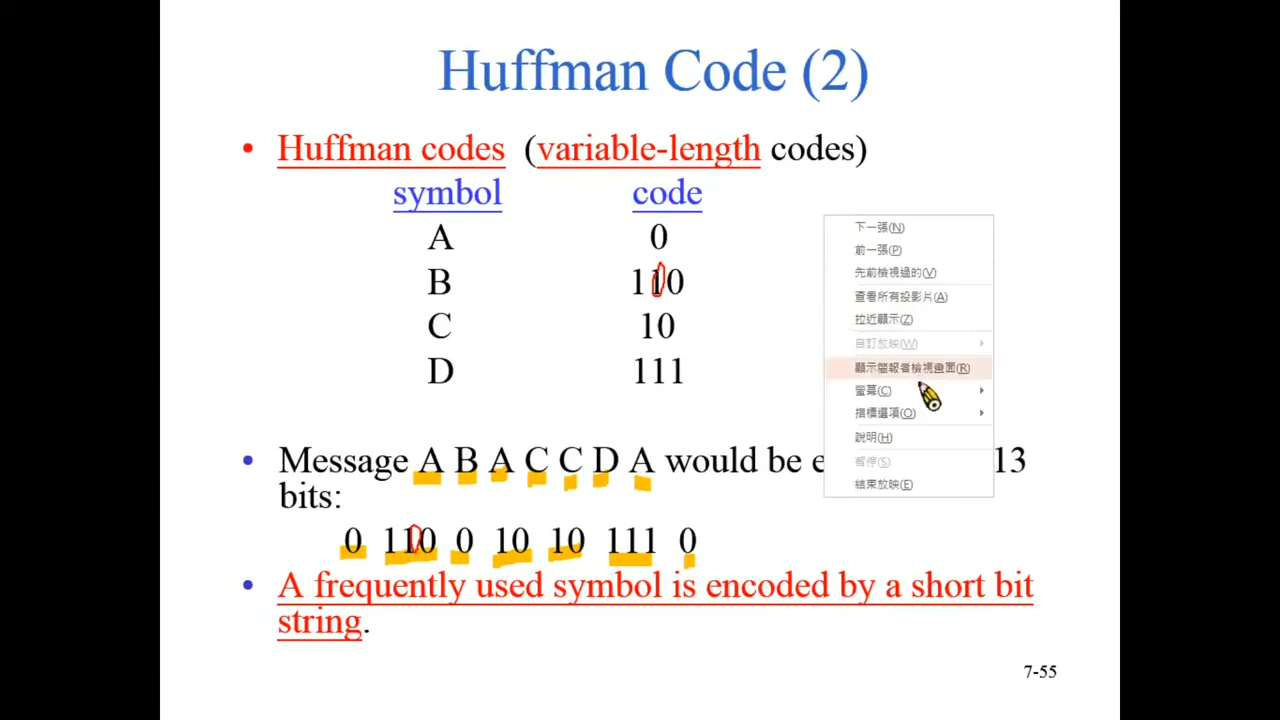 Huffman Code (2)
• Huffman codes (variable-length codes)
symbol code
A 0
B 110
C 10
D 111
下一張(N)
前一張(P)
先前檢視過的(V)
查看所有投影片(A)
拉近顯示(Z)
自訂放映(W)
顯示簡報者檢視畫面(R)
螢幕(C)
指標選項(O)
說明(H)
暫停(S)
結束放映(E)
• Message A B A C C D A would be 13
bits:
0 110 0 10 10 111 0
• A frequently used symbol is encoded by a short bit
string.
7-55